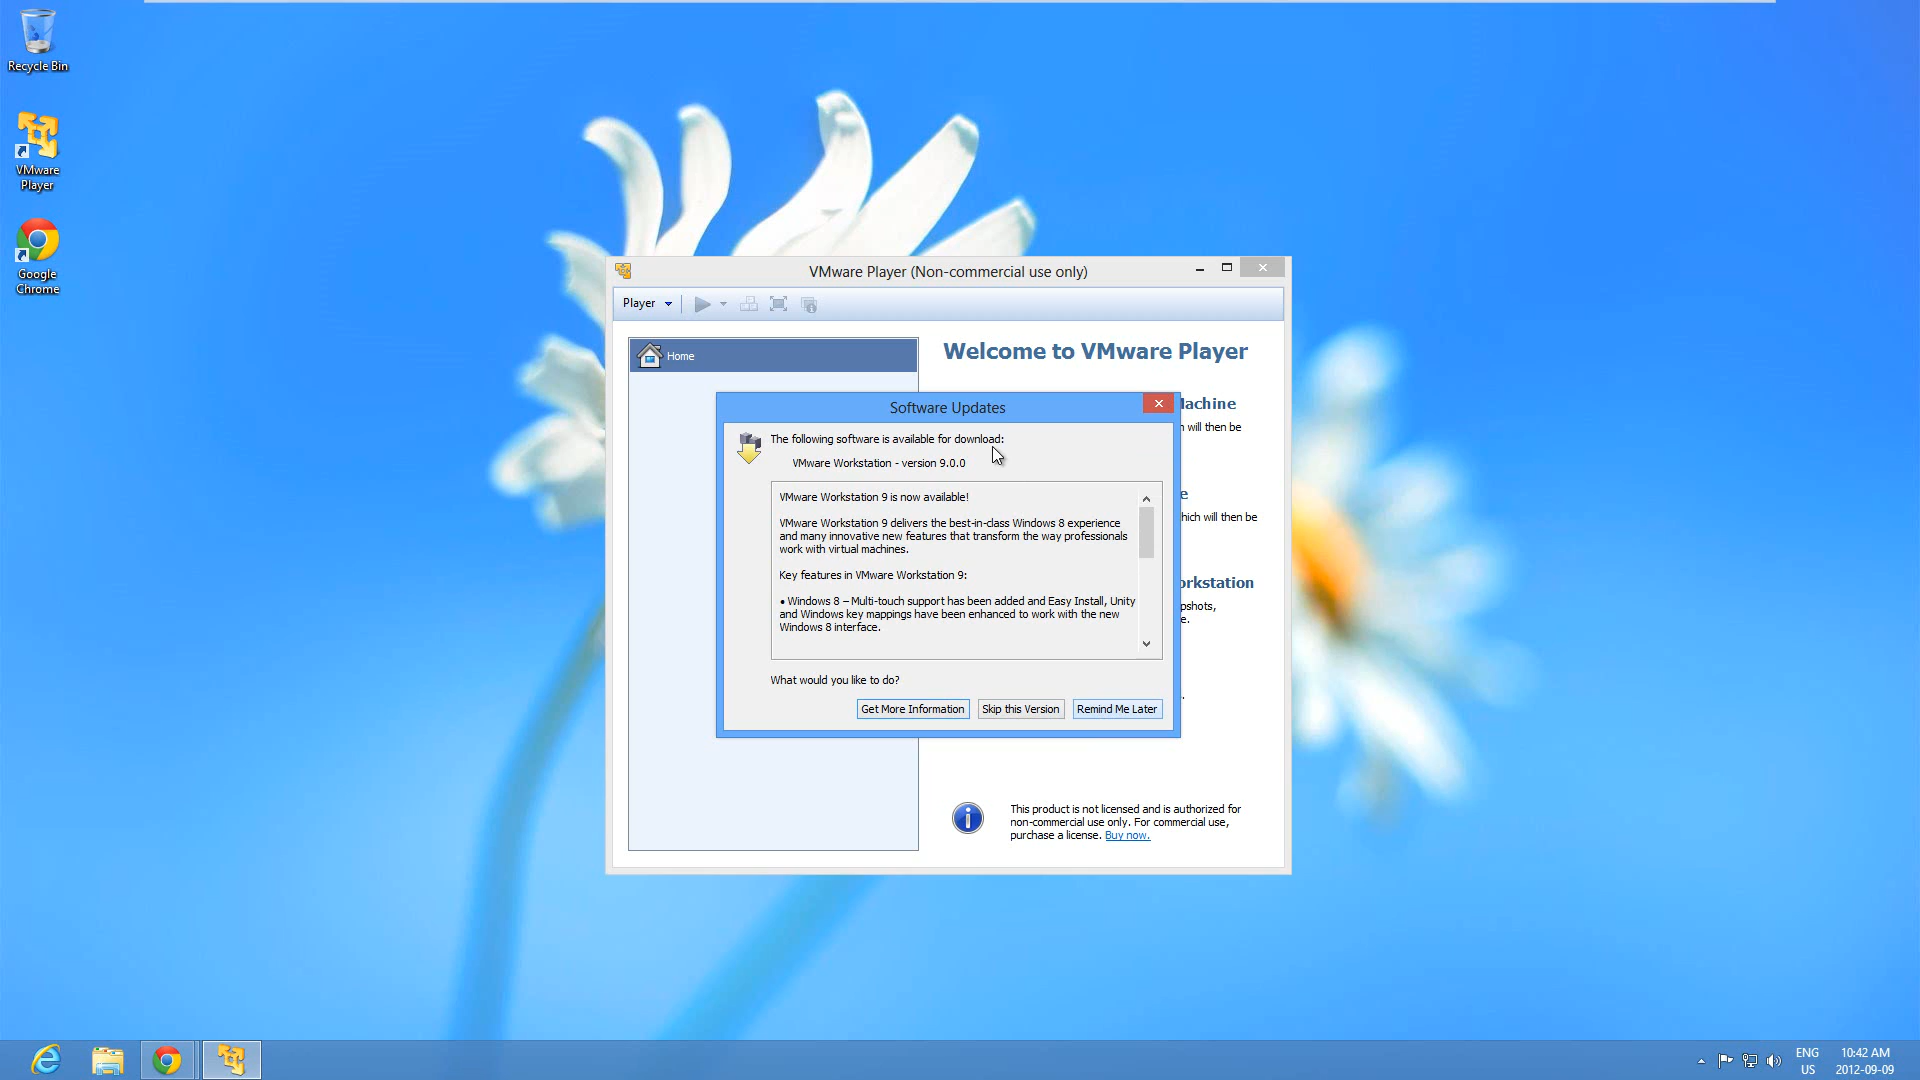 Recycle Bin
VMware
Player
Google
Chrome
VMware Player (Non-commercial use only)
Player
Home
Welcome to VMware Player
Machine
will then be
e
which will then be
orkstation
pshots,
e.
.
Software Updates
The following software is available for download:
VMware Workstation - version 9.0.0
VMware Workstation 9 is now available!
VMware Workstation 9 delivers the best-in-class Windows 8 experience
and many innovative new features that transform the way professionals
work with virtual machines.
Key features in VMware Workstation 9:
• Windows 8 – Multi-touch support has been added and Easy Install, Unity
and Windows key mappings have been enhanced to work with the new
Windows 8 interface.
What would you like to do?
Get More Information Skip this Version Remind Me Later
This product is not licensed and is authorized for
non-commercial use only. For commercial use,
purchase a license. Buy now.
ENG 10:42 AM
US 2012-09-09